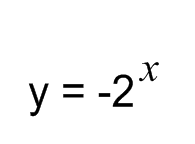 y = -2^x